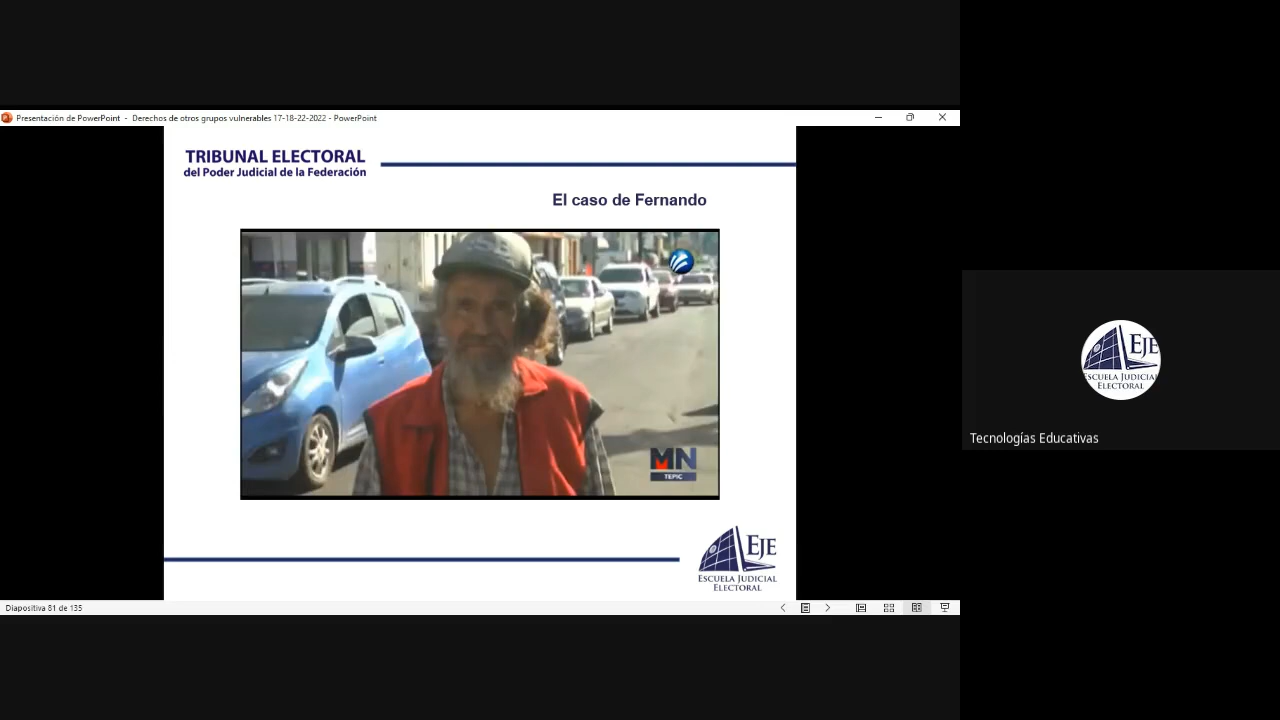 Presentación de PowerPoint - Derechos de otros grupos vulnerables 17-18-22-2022 - PowerPoint
TRIBUNAL ELECTORAL
del Poder Judicial de la Federación
El caso de Fernando
MN
TEPIC
EJE
ESCUELA JUDICIAL
ELECTORAL
EJE
ESCUELA JUDICIAL
ELECTORAL
Tecnologías Educativas
Diapositiva 81 de 135